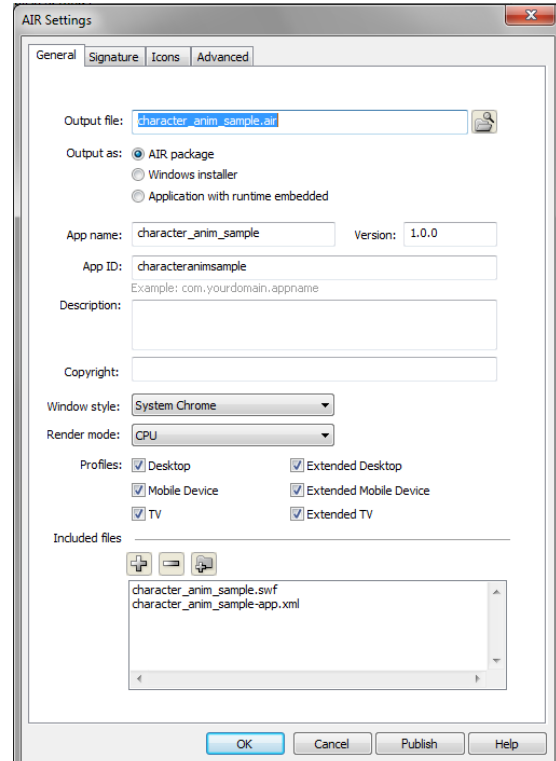 AIR Settings
General Signature Icons Advanced
Output file: character_anim_sample.air
Output as: AIR package
Windows installer
Application with runtime embedded
App name: character_anim_sample Version: 1.0.0
App ID: characteranimsample
Example: com.yourdomain.appname
Description:
Copyright:
Window style: System Chrome
Render mode: CPU
Profiles: Desktop Extended Desktop
Mobile Device Extended Mobile Device
TV Extended TV
Included files
character_anim_sample.swf
character_anim_sample-app.xml
OK Cancel Publish Help